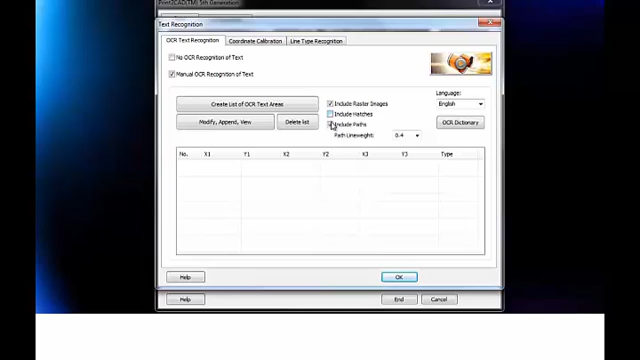 Print2CAD(TM) 5th Generation
Text Recognition
OCR Text Recognition Coordinate Calibration Line Type Recognition
No OCR Recognition of Text
Manual OCR Recognition of Text
Create List of OCR Text Areas
Include Raster Images
Language:
Include Hatches
English
Modify, Append, View
Delete list
Include Paths
OCR Dictionary
Path Lineweight: 0.4
No. X1 Y1 X2 Y2 X3 Y3 Type
Help OK
Help End Cancel